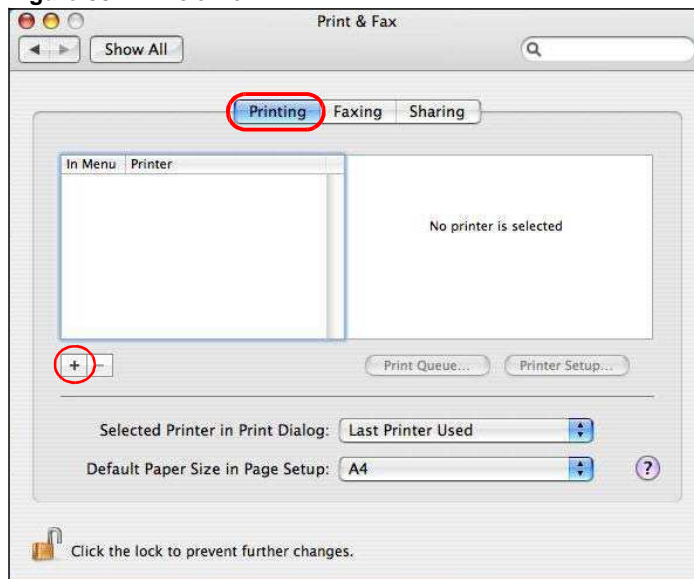 Print & Fax
Show All
Printing Faxing Sharing
In Menu Printer
No printer is selected
+ -
Print Queue... Printer Setup...
Selected Printer in Print Dialog: Last Printer Used
Default Paper Size in Page Setup: A4 ?
Click the lock to prevent further changes.